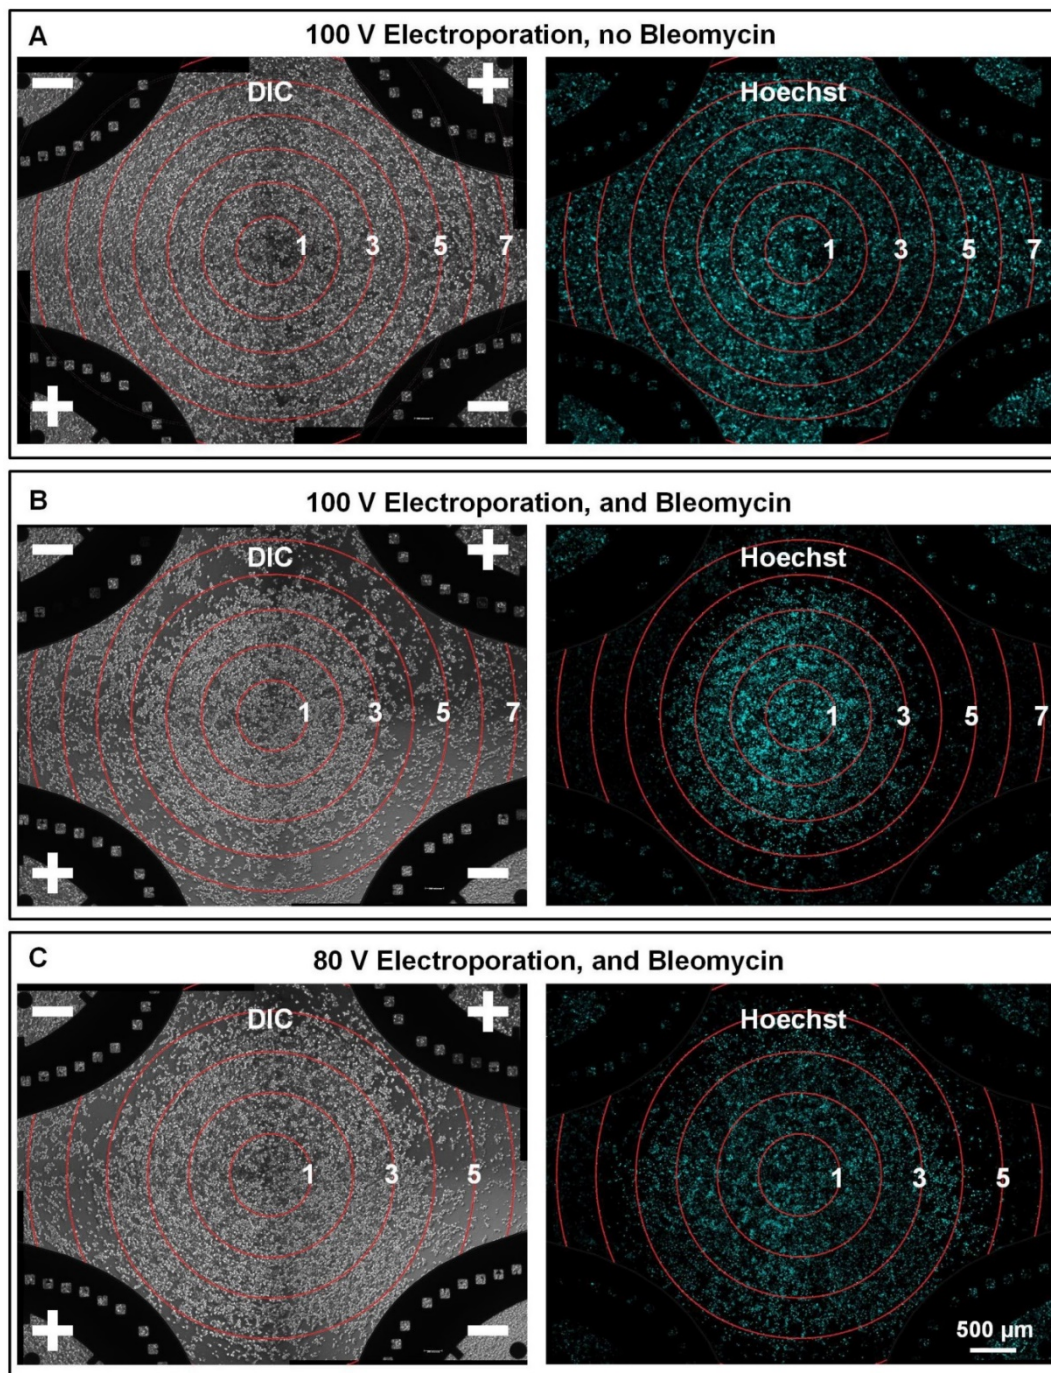 A
100 V Electroporation, no Bleomycin
− DIC +
1 3 5 7
+ −
Hoechst
1 3 5 7
B
100 V Electroporation, and Bleomycin
− DIC +
1 3 5 7
+ −
Hoechst
1 3 5 7
C
80 V Electroporation, and Bleomycin
− DIC +
1 3 5
+ −
Hoechst
1 3 5
500 µm